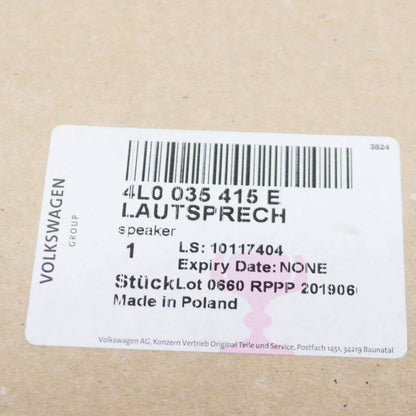 3824
4L0 035 415 E
LAUTSPRECH
speaker
1 LS: 10117404
Expiry Date: NONE
Stück Lot 0660 RPPP 201906
Made in Poland
VOLKSWAGEN
GROUP
Volkswagen AG, Konzern Vertrieb Original Teile und Service, Postfach 1451, 34219 Baunatal